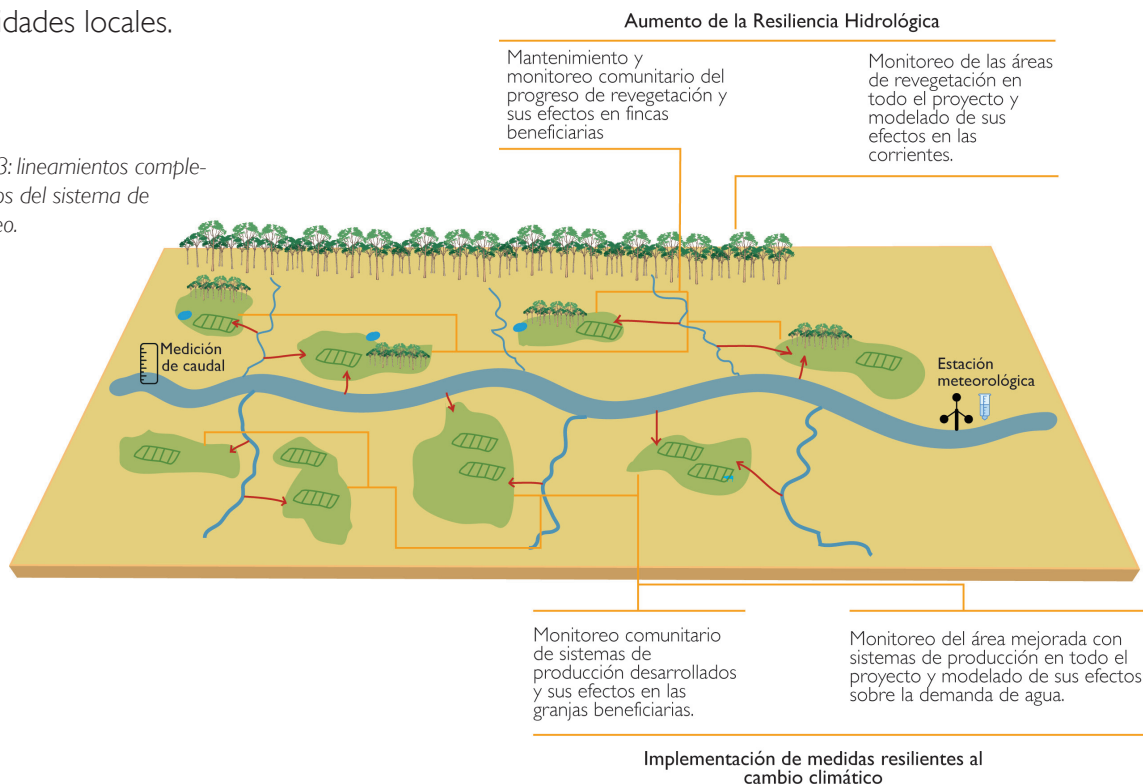 idades locales.
3: lineamientos comple-
os del sistema de
eo.
Aumento de la Resiliencia Hidrológica
Mantenimiento y
monitoreo comunitario del
progreso de revegetación y
sus efectos en fincas
beneficiarias
Monitoreo de las áreas
de revegetación en
todo el proyecto y
modelado de sus
efectos en las
corrientes.
Medición
de caudal
Estación
meteorológica
Monitoreo comunitario
de sistemas de
producción desarrollados
y sus efectos en las
granjas beneficiarias.
Monitoreo del área mejorada con
sistemas de producción en todo el
proyecto y modelado de sus efectos
sobre la demanda de agua.
Implementación de medidas resilientes al
cambio climático